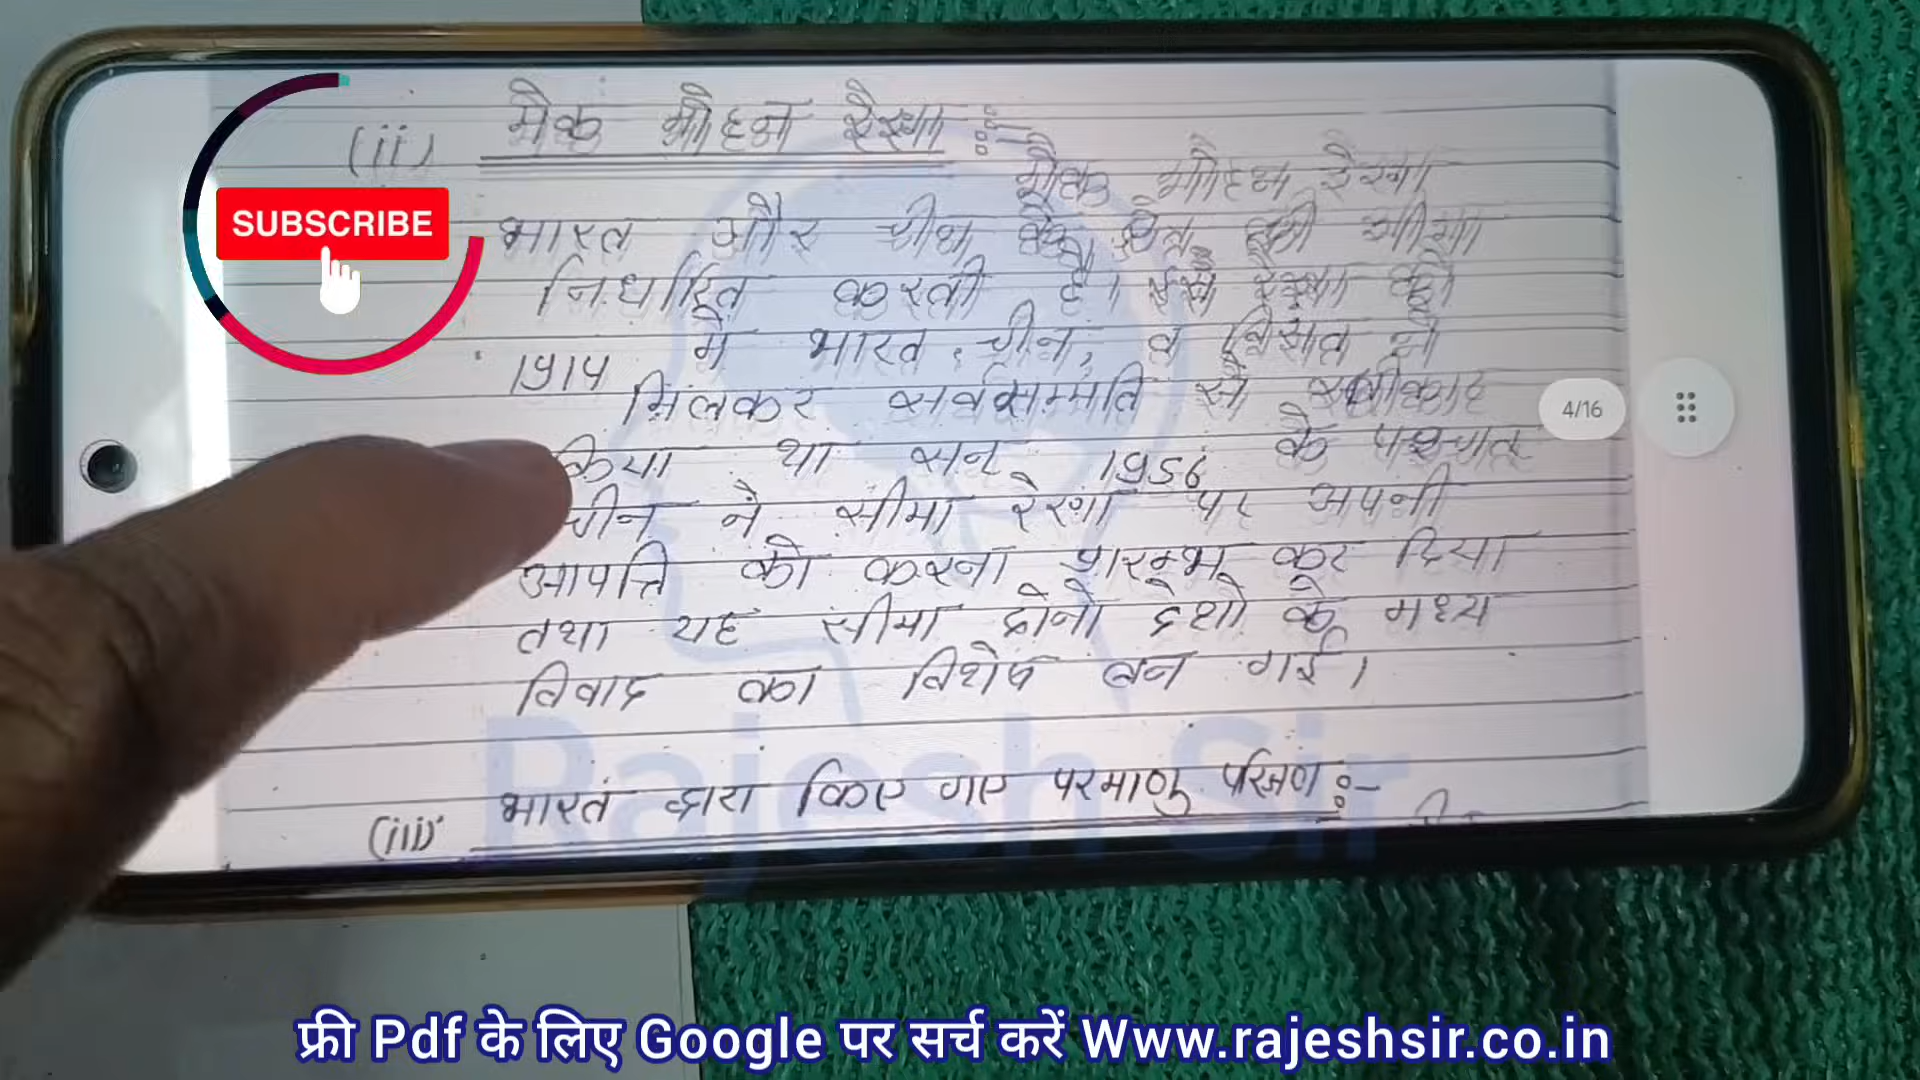 (ii) मैक मोहन रेखा :-
मैक मोहन रेखा
SUBSCRIBE
भारत और चीन के क्षेत्र की सीमा
निर्धारित करती है। इस रेखा को
1914 में भारत, चीन, व तिब्बत ने
मिलकर सर्वसम्मति से स्वीकार
किया था सन् 1956 के पश्चात
4/16
चीन ने सीमा रेखा पर अपनी
आपत्ति को करना प्रारम्भ कर दिया
तथा यह सीमा दोनो देशो के मध्य
विवाद का विशेष बन गई।
Rajesh Sir
(iii) भारत द्वारा किए गए परमाणु परिक्षण :-
फ्री Pdf के लिए Google पर सर्च करें Www.rajeshsir.co.in